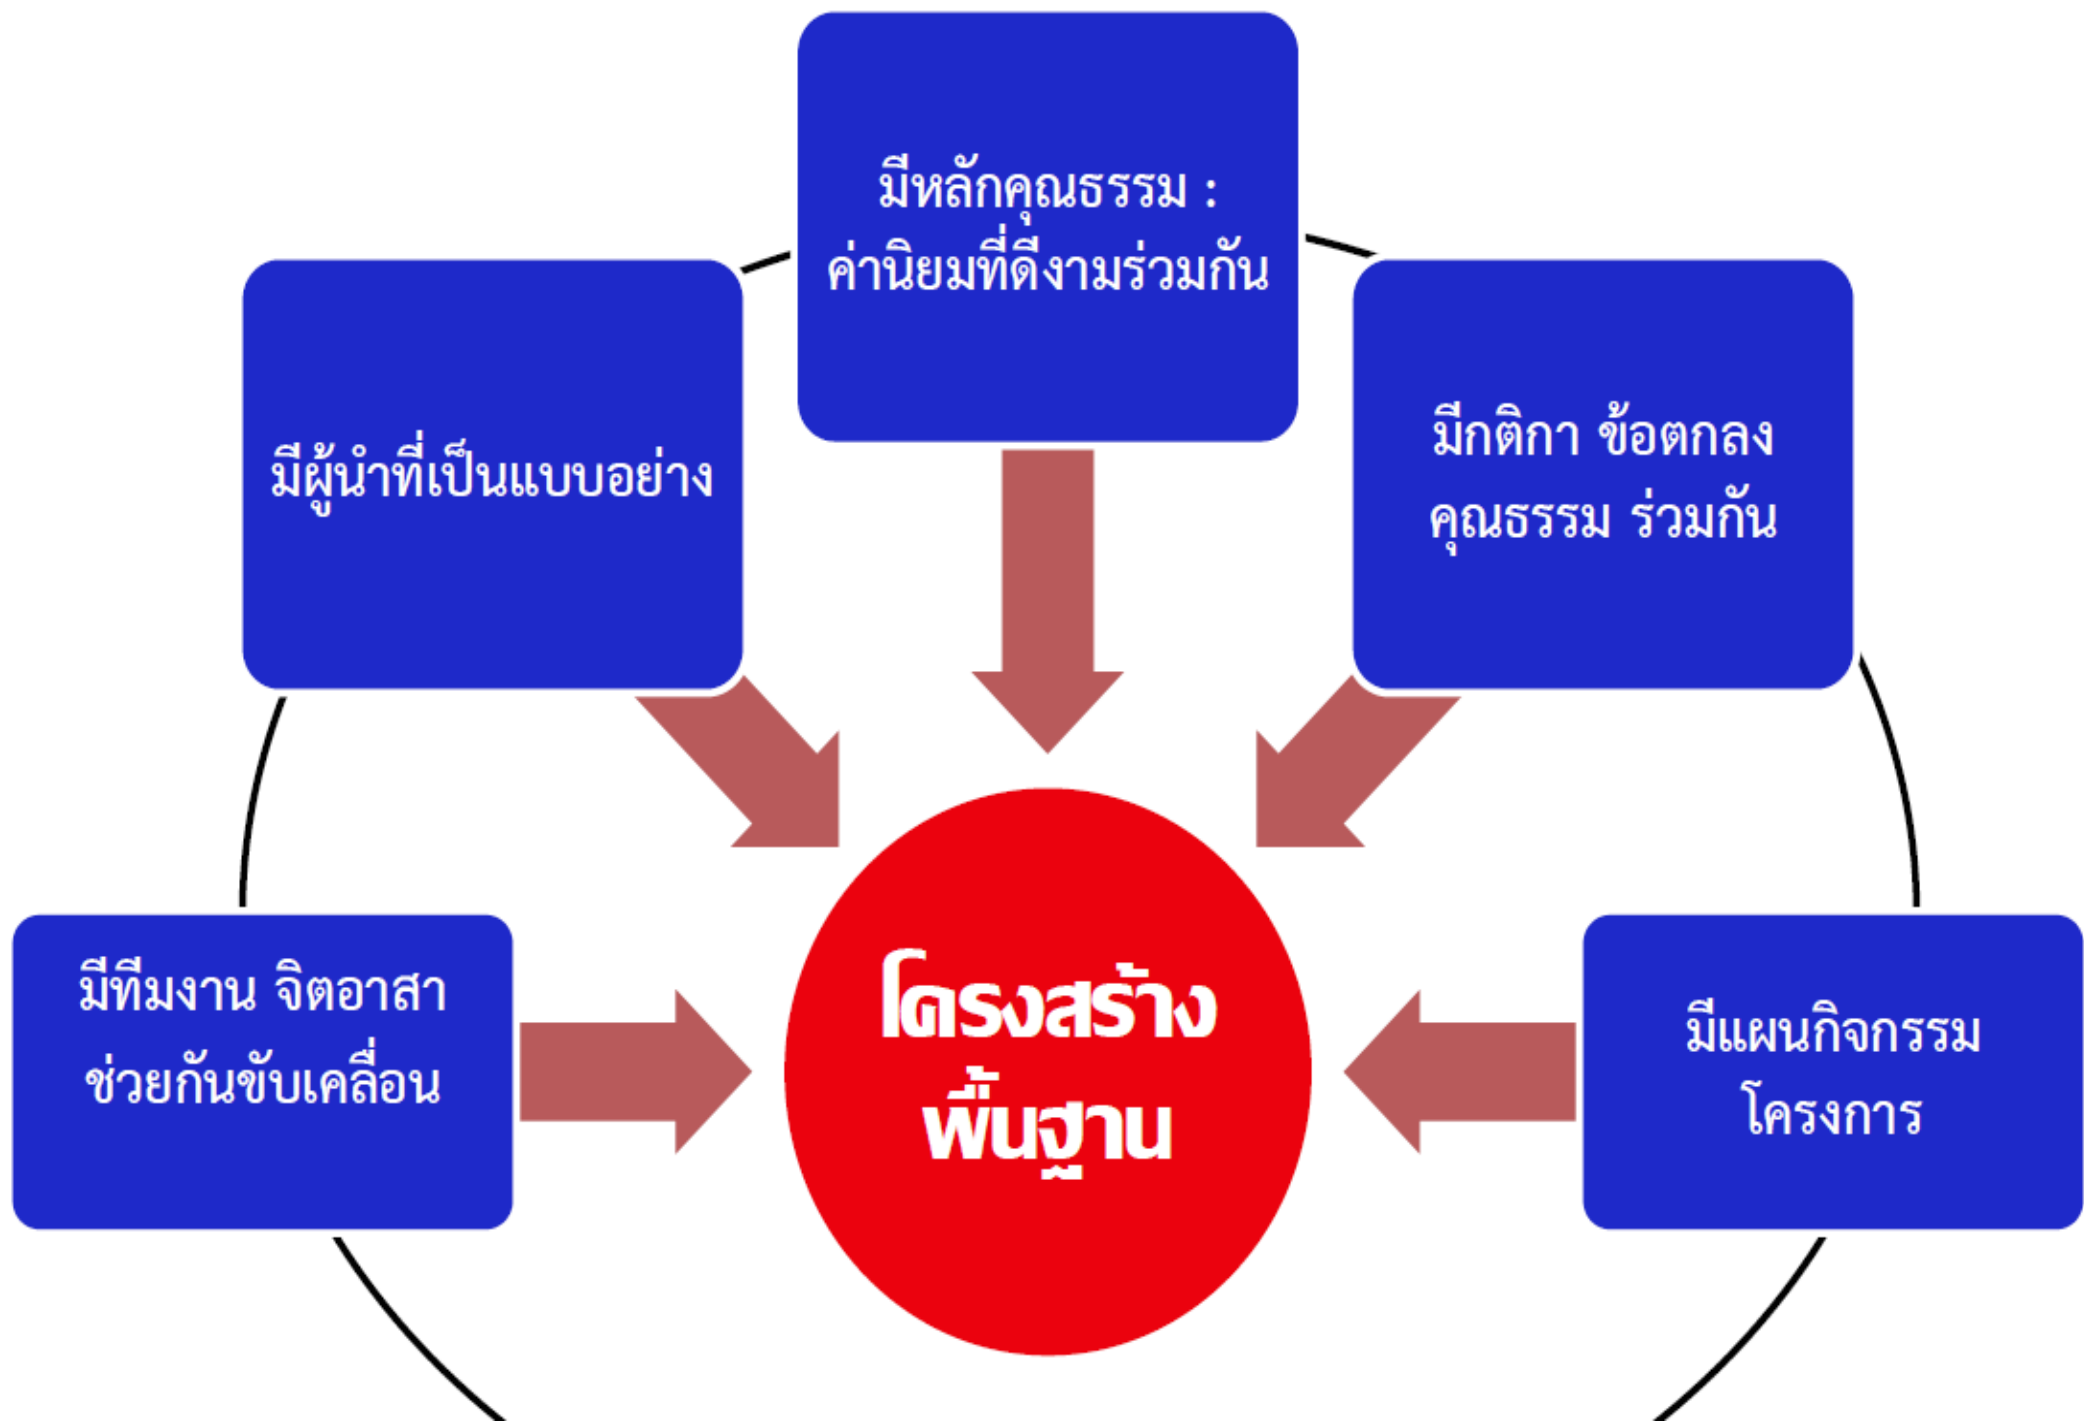 มีหลักคุณธรรม :
ค่านิยมที่ดีงามร่วมกัน
มีผู้นำที่เป็นแบบอย่าง
มีกติกา ข้อตกลง
คุณธรรม ร่วมกัน
มีทีมงาน จิตอาสา
ช่วยกันขับเคลื่อน
โครงสร้าง
พื้นฐาน
มีแผนกิจกรรม
โครงการ